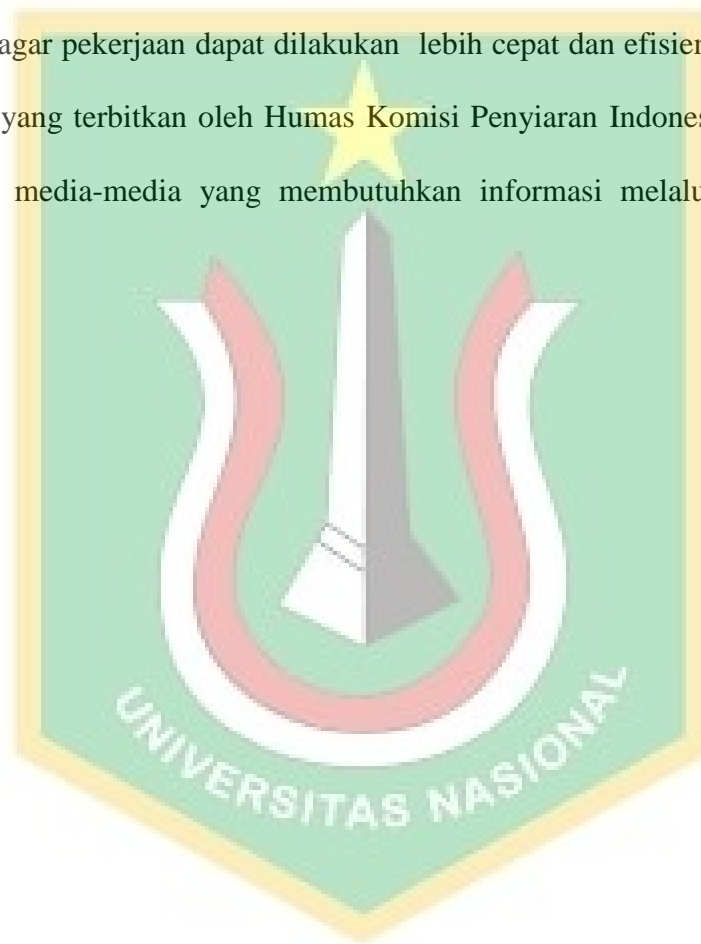 agar pekerjaan dapat dilakukan lebih cepat dan efisien
yang terbitkan oleh Humas Komisi Penyiaran Indones
media-media yang membutuhkan informasi melalu
UNIVERSITAS NASIONAL